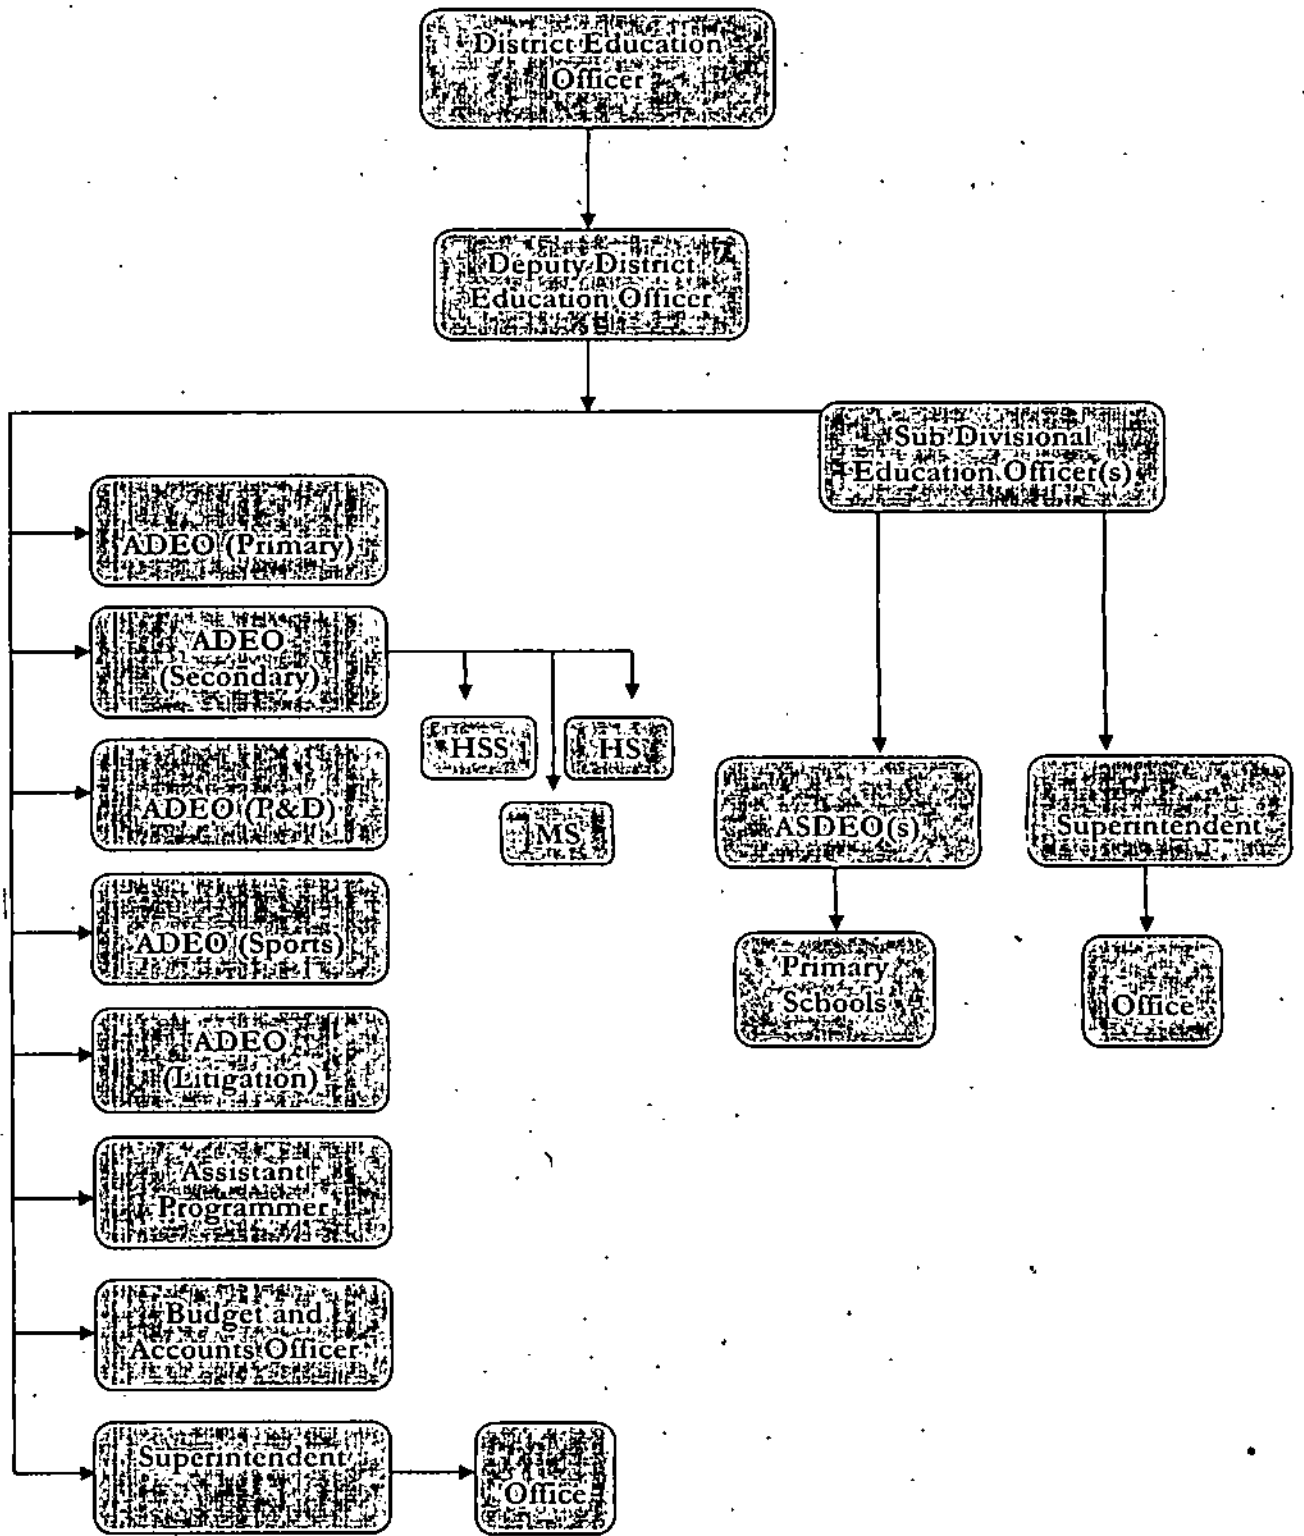 District Education
Officer
Deputy District
Education Officer
Sub Divisional
Education Officer(s)
ADEO (Primary)
ADEO
(Secondary)
HSS
HS
MS
ADEO (P&D)
ASDEO(s)
Superintendent
ADEO (Sports)
Primary
Schools
Office
ADEO
(Litigation)
Assistant
Programmer
Budget and
Accounts Officer
Superintendent
Office